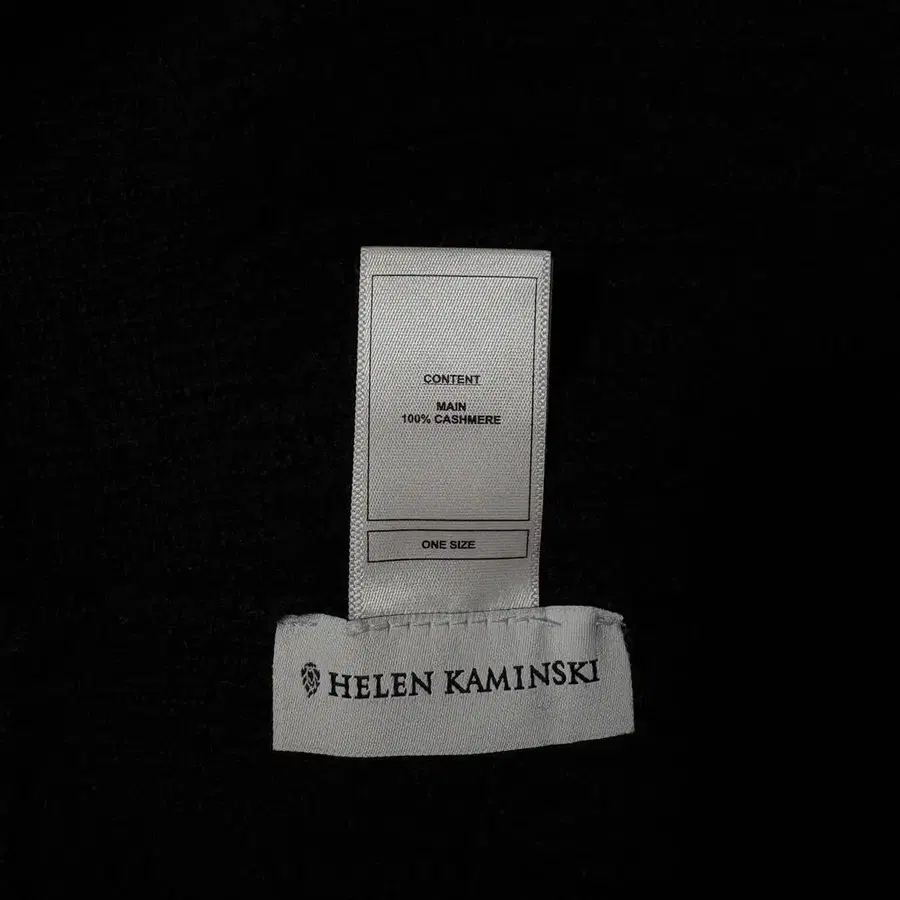 CONTENT
MAIN
100% CASHMERE
ONE SIZE
HELEN KAMINSKI